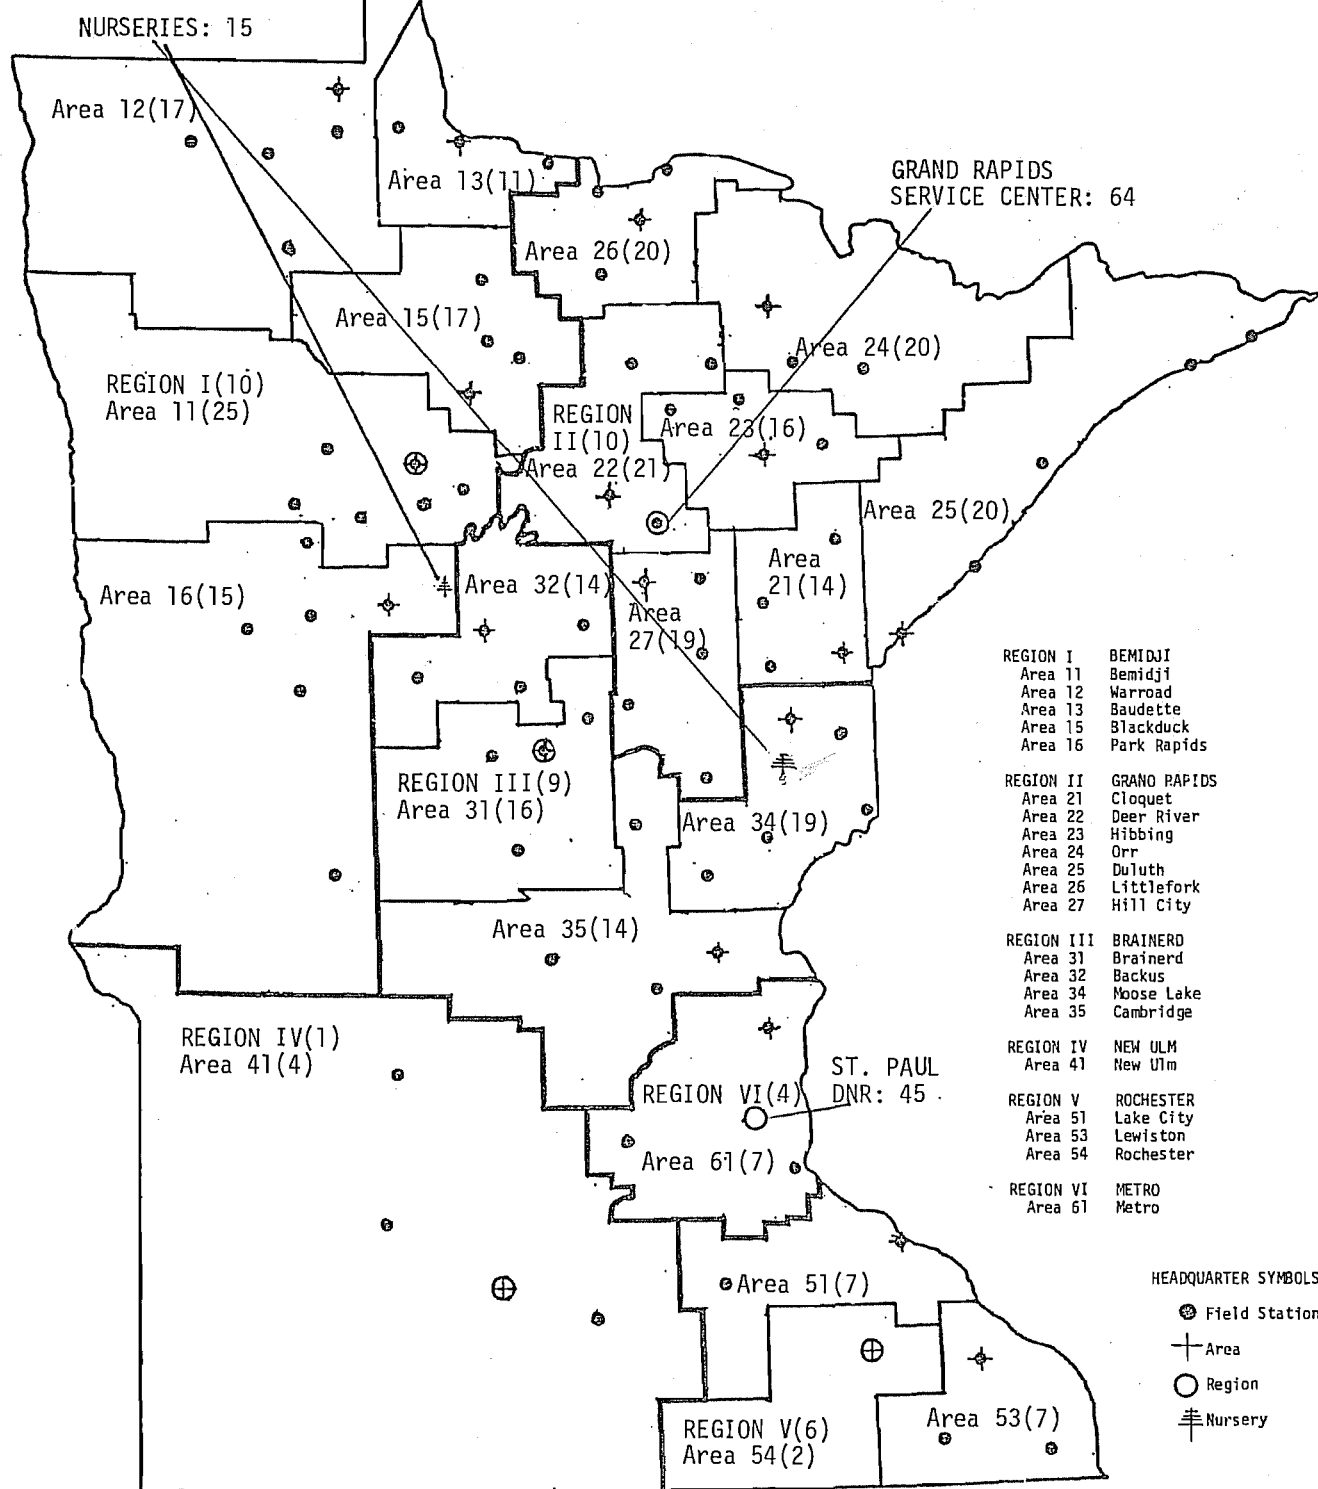 NURSERIES: 15
Area 12(17)
Area 13(11)
GRAND RAPIDS
SERVICE CENTER: 64
Area 26(20)
Area 15(17)
Area 24(20)
REGION I(10)
Area 11(25)
REGION
II(10)
Area 22(21)
Area 23(16)
Area 25(20)
Area
21(14)
Area 16(15)
Area 32(14)
Area
27(19)
REGION III(9)
Area 31(16)
Area 34(19)
Area 35(14)
REGION IV(1)
Area 41(4)
REGION VI(4)
ST. PAUL
DNR: 45
Area 61(7)
Area 51(7)
REGION V(6)
Area 54(2)
Area 53(7)
REGION I BEMIDJI
Area 11 Bemidji
Area 12 Warroad
Area 13 Baudette
Area 15 Blackduck
Area 16 Park Rapids
REGION II GRANO RAPIDS
Area 21 Cloquet
Area 22 Deer River
Area 23 Hibbing
Area 24 Orr
Area 25 Duluth
Area 26 Littlefork
Area 27 Hill City
REGION III BRAINERD
Area 31 Brainerd
Area 32 Backus
Area 34 Moose Lake
Area 35 Cambridge
REGION IV NEW ULM
Area 41 New Ulm
REGION V ROCHESTER
Area 51 Lake City
Area 53 Lewiston
Area 54 Rochester
REGION VI METRO
Area 61 Metro
HEADQUARTER SYMBOLS
Field Station
Area
Region
Nursery